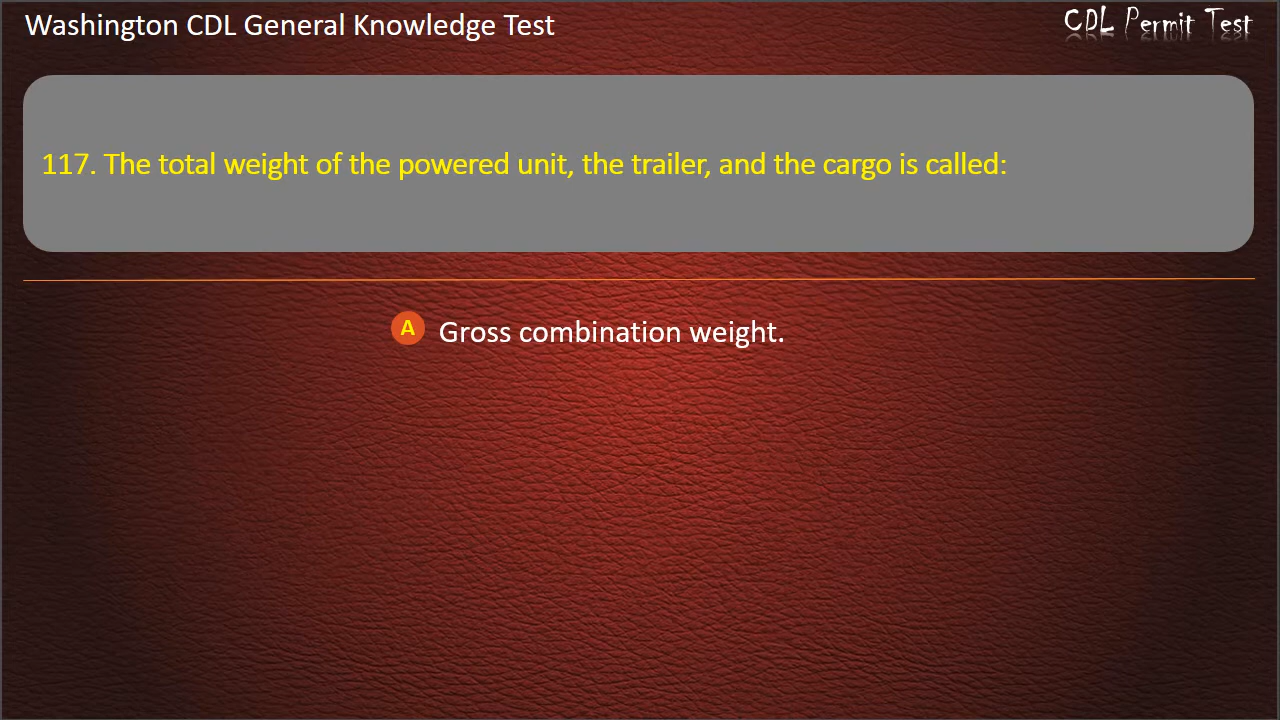 Washington CDL General Knowledge Test
CDL Permit Test
117. The total weight of the powered unit, the trailer, and the cargo is called:
A Gross combination weight.